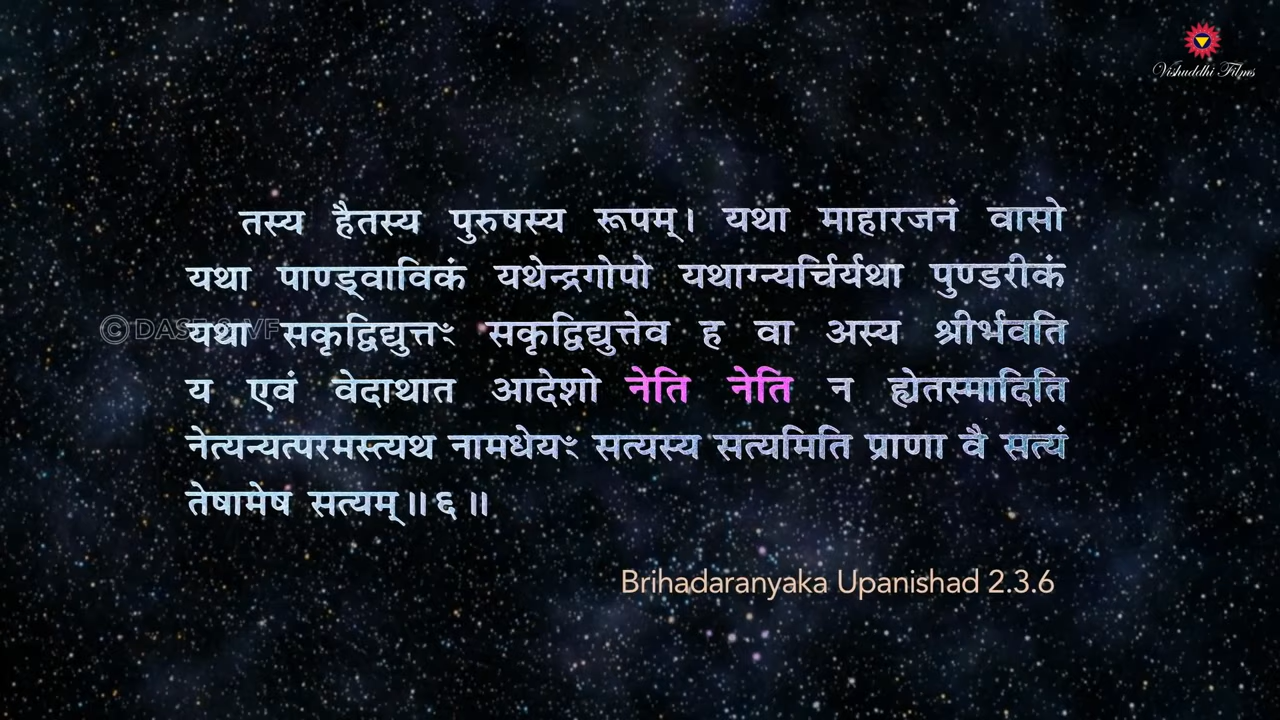 Vishuddhi Films
तस्य हैतस्य पुरुषस्य रूपम्। यथा माहारजनं वासो
यथा पाण्ड्वाविकं यथेन्द्रगोपो यथाग्न्यर्चिर्यथा पुण्डरीकं
यथा सकृद्विद्युत्तꣳ सकृद्विद्युत्तेव ह वा अस्य श्रीर्भवति
य एवं वेदाथात आदेशो नेति नेति न ह्येतस्मादिति
नेत्यन्यत्परमस्त्यथ नामधेयꣳ सत्यस्य सत्यमिति प्राणा वै सत्यं
तेषामेष सत्यम्॥६॥
Brihadaranyaka Upanishad 2.3.6